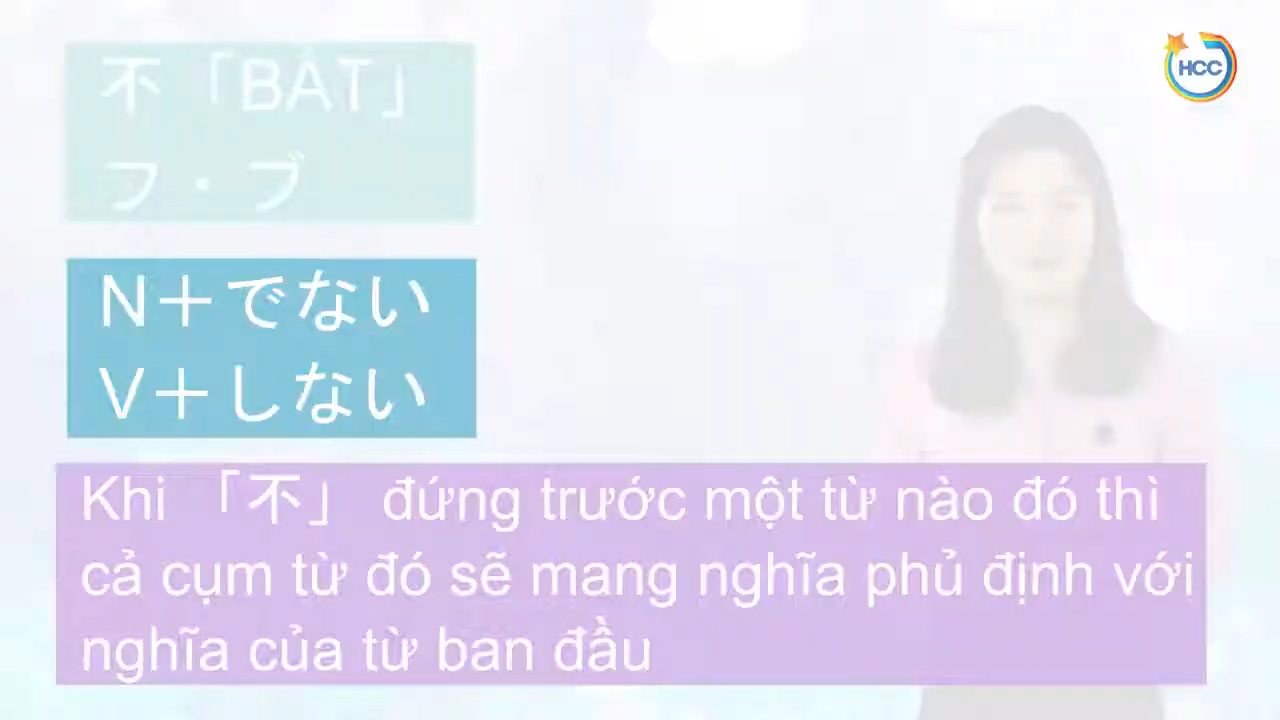 不「BẤT」
フ・ブ
HCC
N＋でない
V＋しない
Khi 「不」 đứng trước một từ nào đó thì
cả cụm từ đó sẽ mang nghĩa phủ định với
nghĩa của từ ban đầu